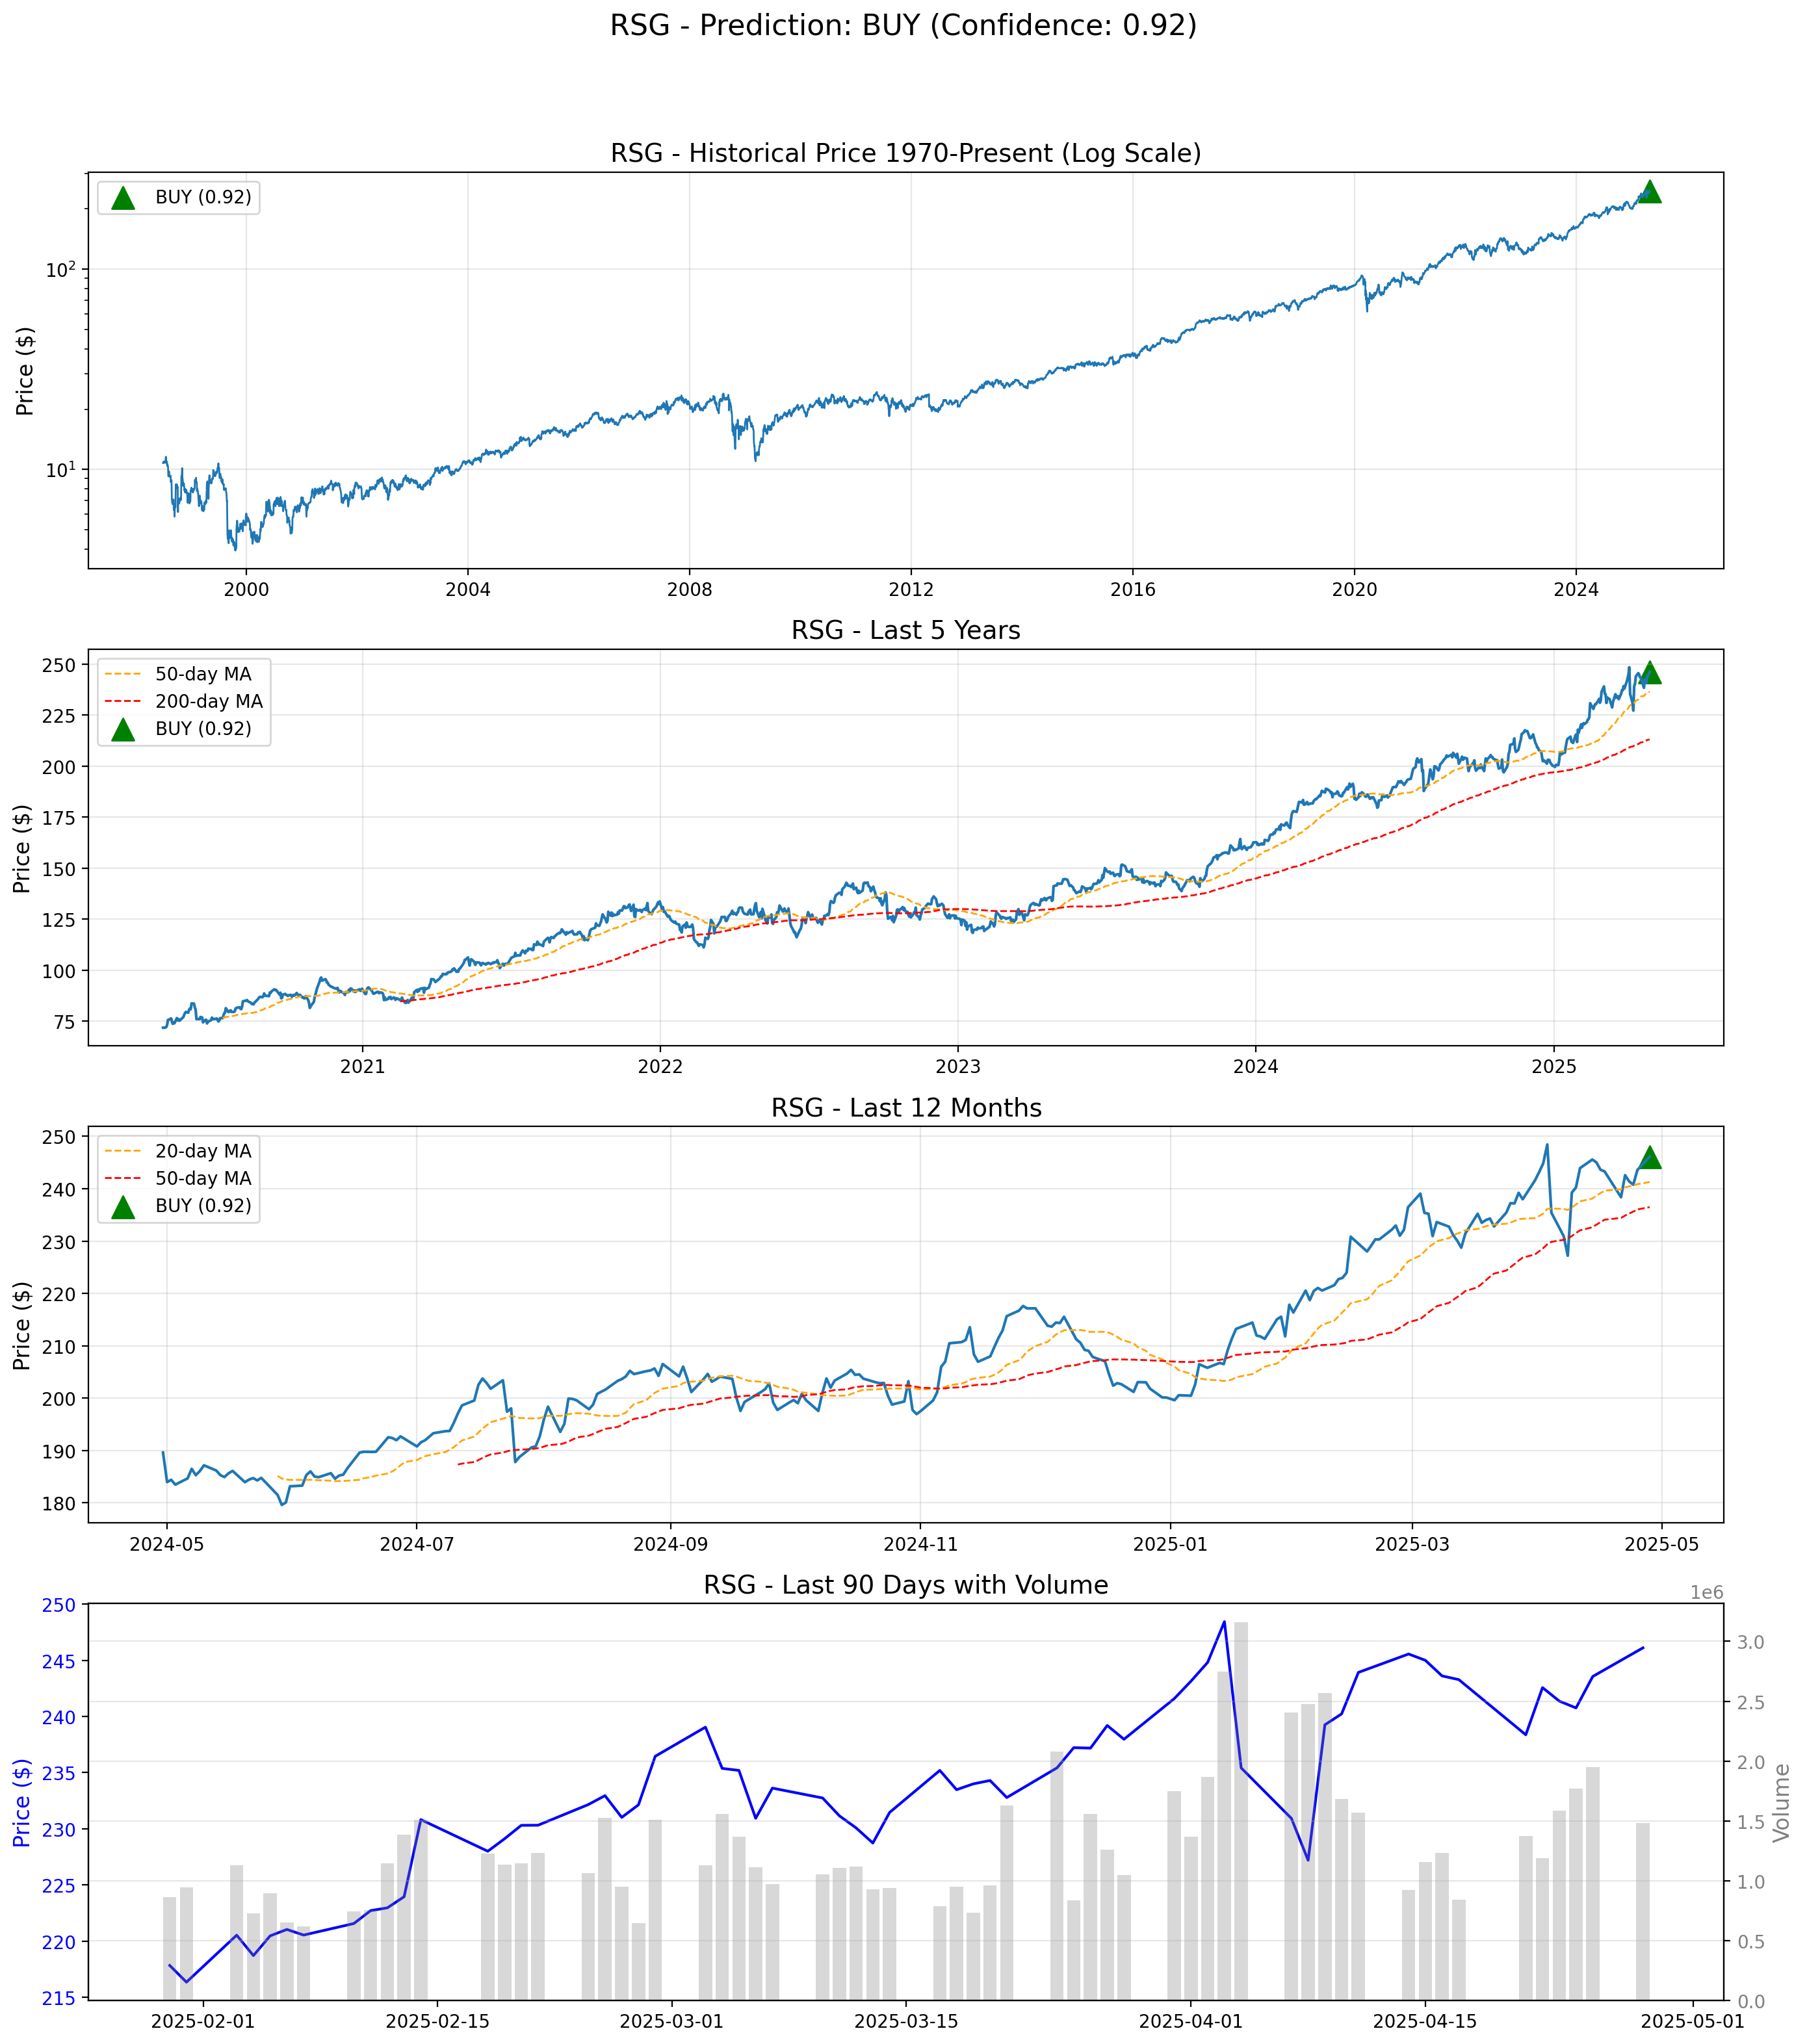 RSG - Prediction: BUY (Confidence: 0.92)
RSG - Historical Price 1970-Present (Log Scale)
BUY (0.92)
Price ($)
10²
10¹
2000 2004 2008 2012 2016 2020 2024
RSG - Last 5 Years
50-day MA
200-day MA
BUY (0.92)
Price ($)
250
225
200
175
150
125
100
75
2021 2022 2023 2024 2025
RSG - Last 12 Months
20-day MA
50-day MA
BUY (0.92)
Price ($)
250
240
230
220
210
200
190
180
2024-05 2024-07 2024-09 2024-11 2025-01 2025-03 2025-05
RSG - Last 90 Days with Volume
1e6
Price ($)
250
245
240
235
230
225
220
215
3.0
2.5
2.0
1.5
1.0
0.5
0.0
Volume
2025-02-01 2025-02-15 2025-03-01 2025-03-15 2025-04-01 2025-04-15 2025-05-01